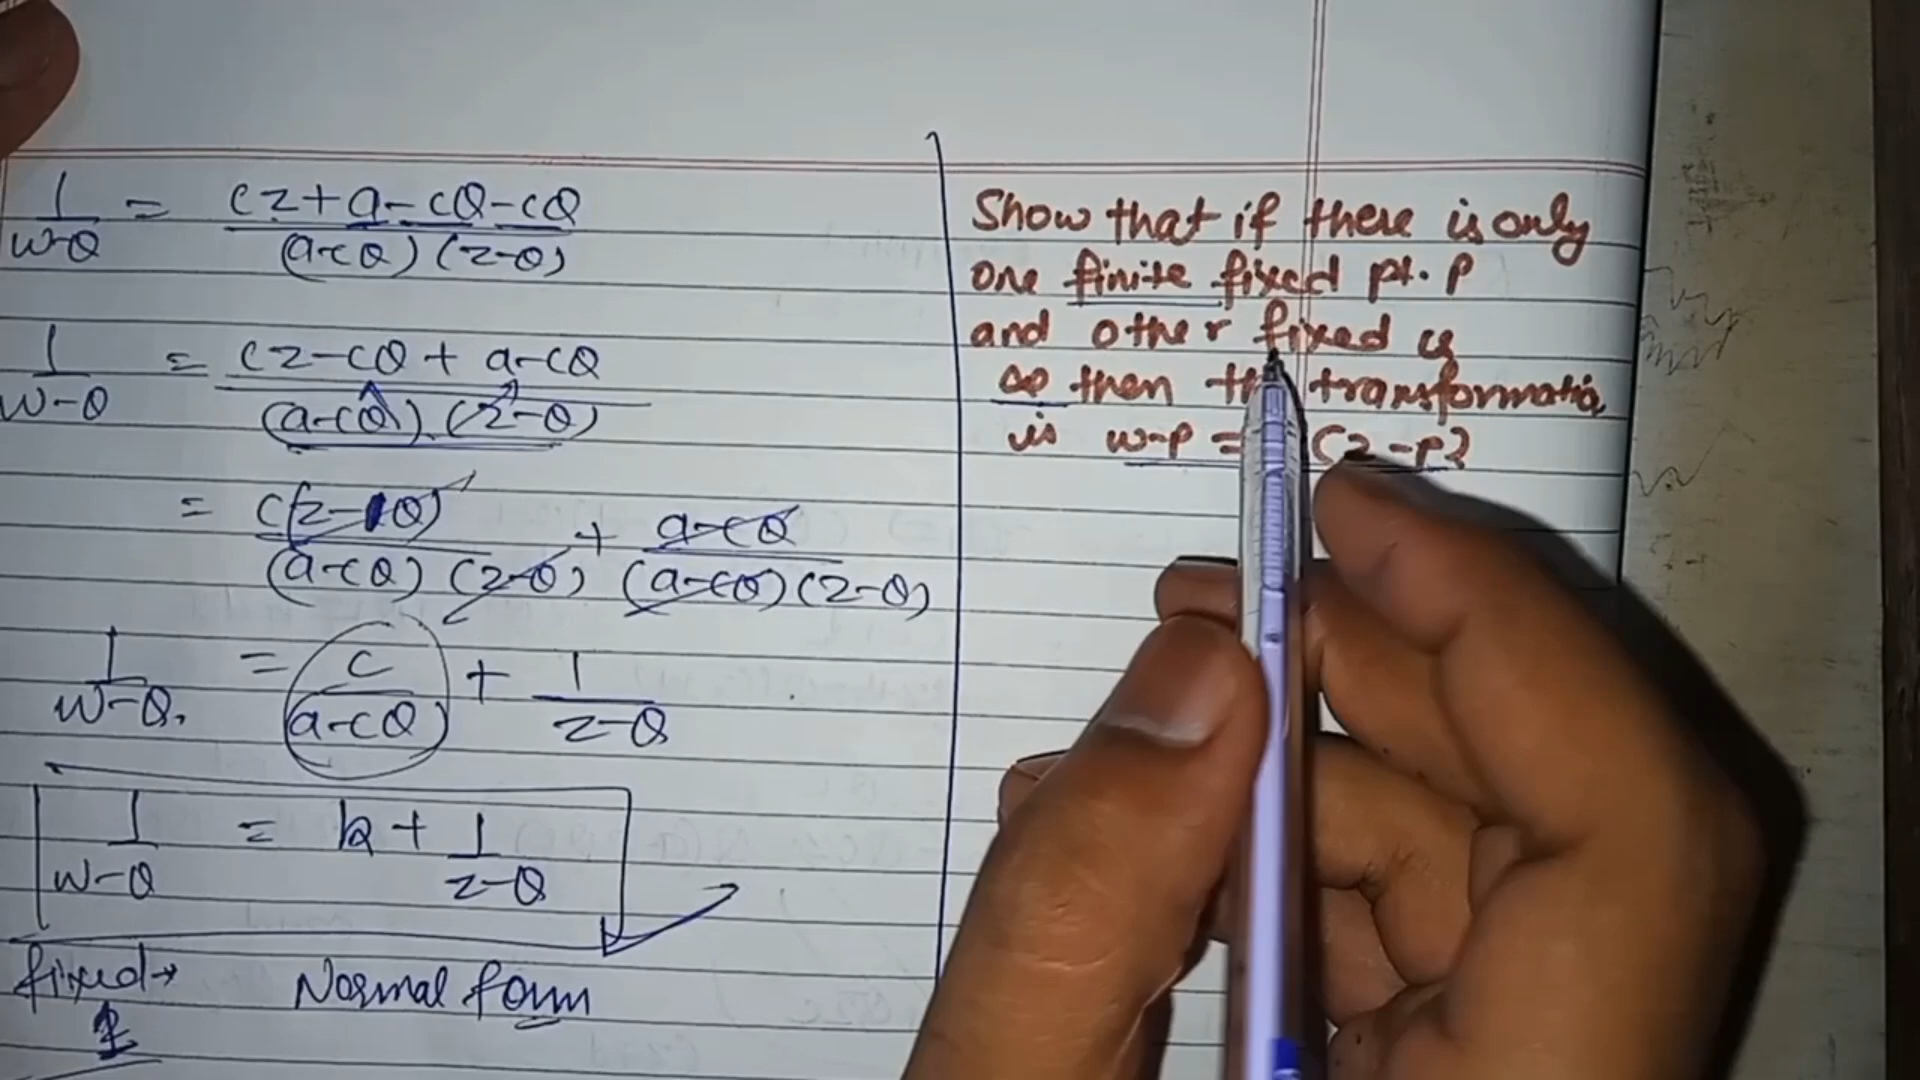 1/w-Q = cz+a-cQ-cQ/(a-cQ)(z-Q)
1/w-Q = cz-cQ+a-cQ/(a-cQ).(z-Q)
= c(z-Q)/(a-cQ)(z-Q) + a-cQ/(a-cQ)(z-Q)
1/w-Q. = c/a-cQ + 1/z-Q
1/w-Q = k+1/z-Q
fixed→ Normal form
Show that if there is only
one finite fixed pt. P
and other fixed is
∞ then transformation
is w-p = (z-p)